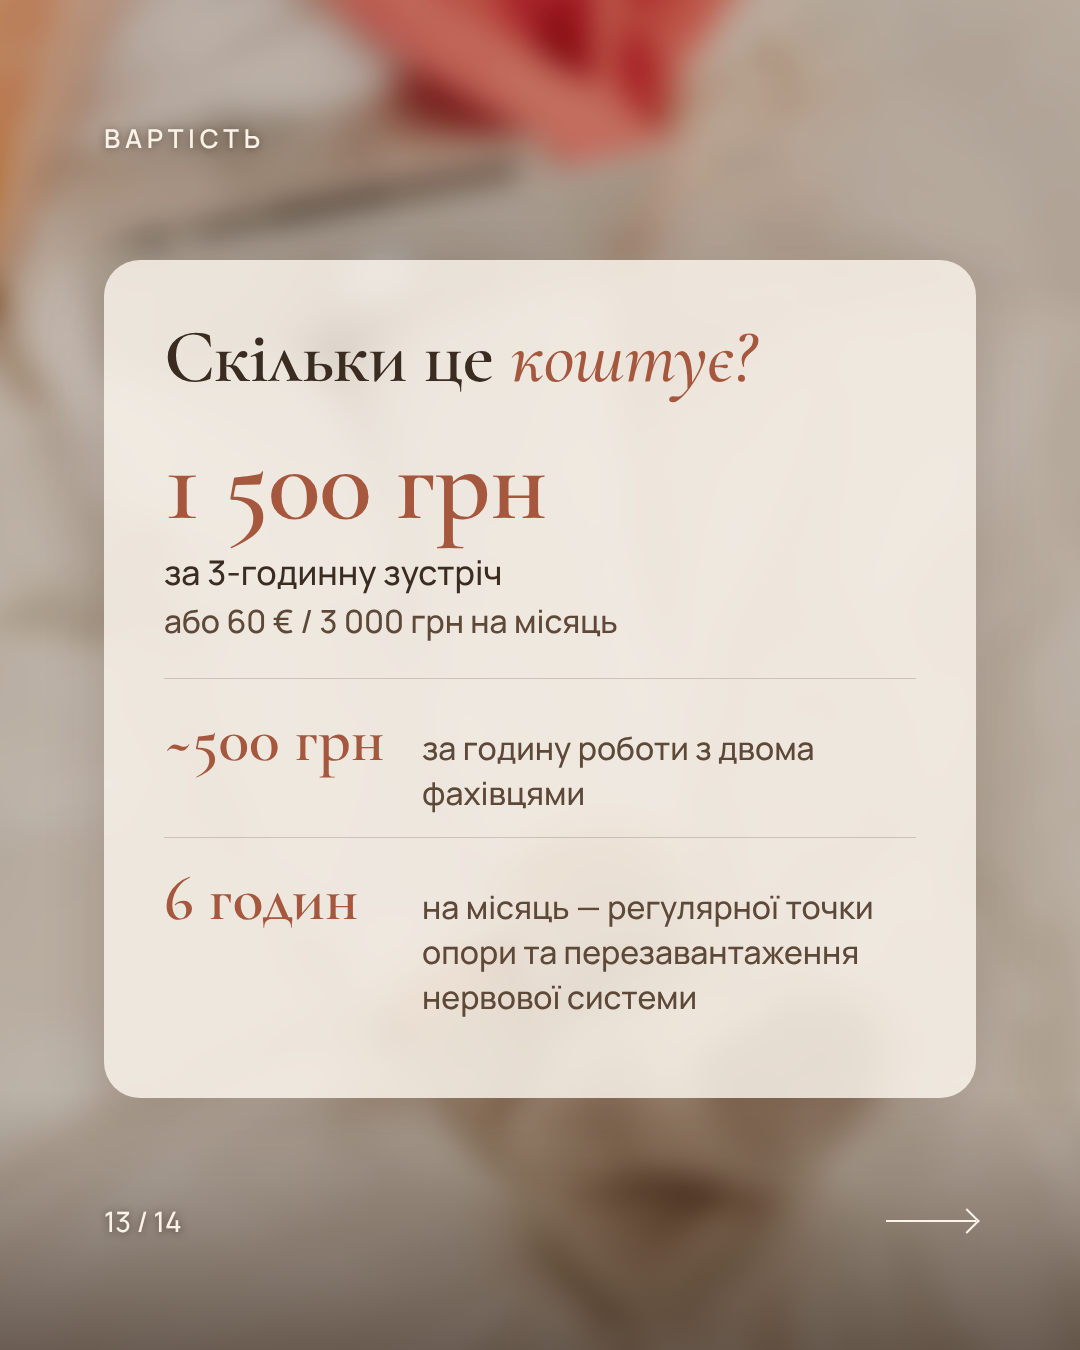 ВАРТІСТЬ
Скільки це коштує?
1 500 грн
за 3-годинну зустріч
або 60 € / 3 000 грн на місяць
~500 грн за годину роботи з двома
фахівцями
6 годин на місяць — регулярної точки
опори та перезавантаження
нервової системи
13 / 14